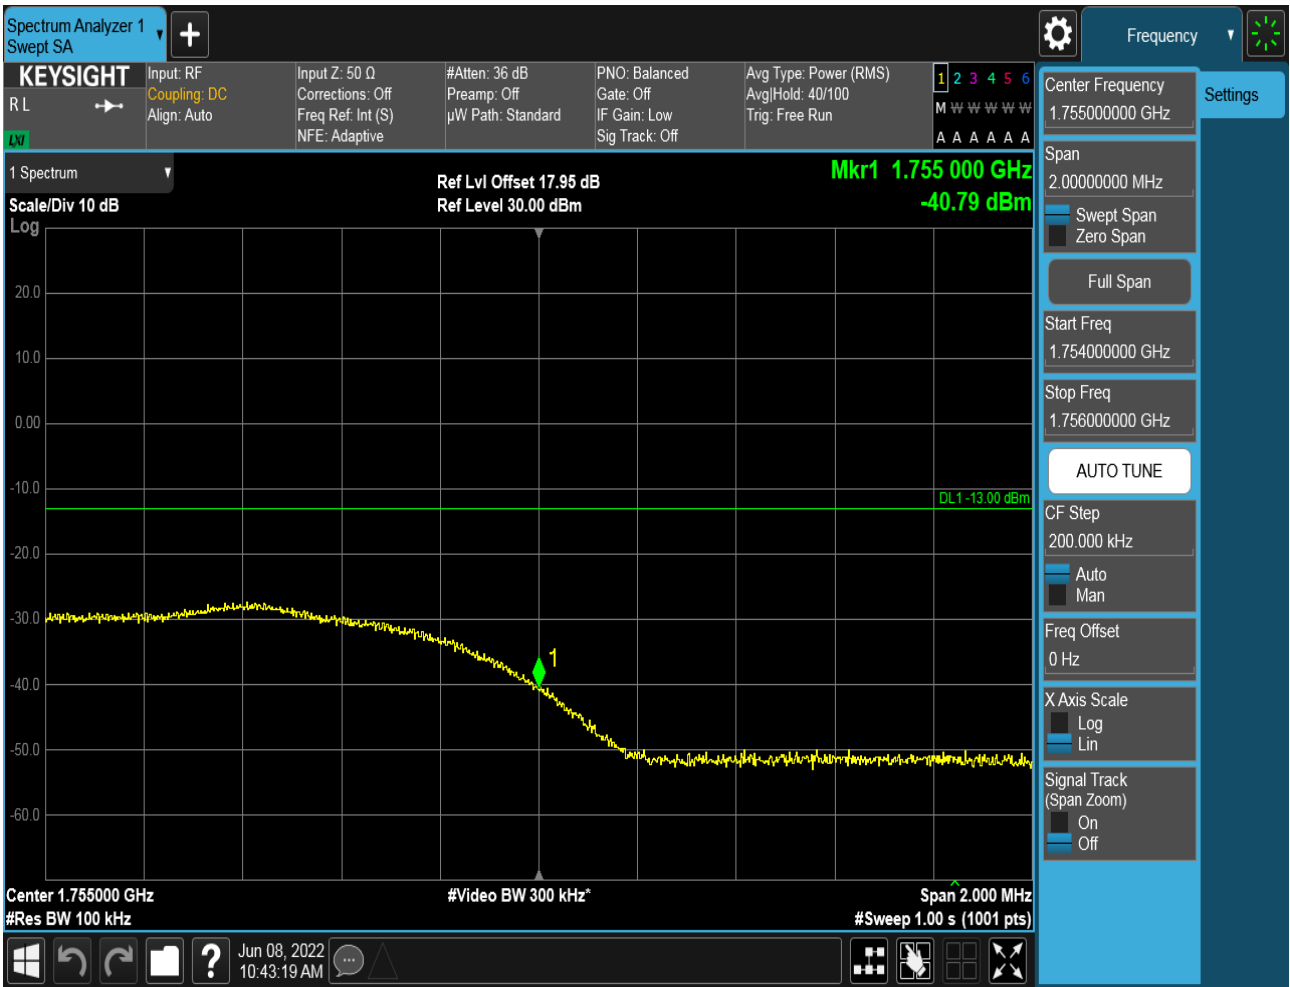 Spectrum Analyzer 1
Swept SA
Frequency
KEYSIGHT
R L
LXI
Input: RF
Coupling: DC
Align: Auto
Input Z: 50 Ω
Corrections: Off
Freq Ref: Int (S)
NFE: Adaptive
#Atten: 36 dB
Preamp: Off
µW Path: Standard
PNO: Balanced
Gate: Off
IF Gain: Low
Sig Track: Off
Avg Type: Power (RMS)
Avg|Hold: 40/100
Trig: Free Run
1 2 3 4 5 6
M W W W W W
A A A A A A
1 Spectrum
Scale/Div 10 dB
Log
Ref Lvl Offset 17.95 dB
Ref Level 30.00 dBm
Mkr1 1.755 000 GHz
-40.79 dBm
20.0
10.0
0.00
-10.0
DL1 -13.00 dBm
-20.0
-30.0
1
-40.0
-50.0
-60.0
Center 1.755000 GHz
#Res BW 100 kHz
#Video BW 300 kHz*
Span 2.000 MHz
#Sweep 1.00 s (1001 pts)
Jun 08, 2022
10:43:19 AM
Center Frequency
1.755000000 GHz
Span
2.00000000 MHz
Swept Span
Zero Span
Full Span
Start Freq
1.754000000 GHz
Stop Freq
1.756000000 GHz
AUTO TUNE
CF Step
200.000 kHz
Auto
Man
Freq Offset
0 Hz
X Axis Scale
Log
Lin
Signal Track
(Span Zoom)
On
Off
Settings